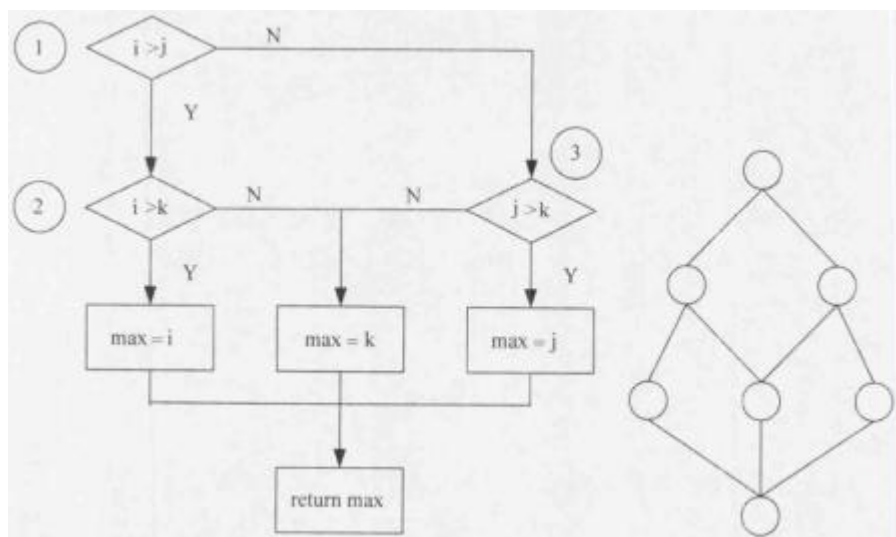 1
i >j
N
Y
3
2
i >k
N
N
j >k
Y
Y
max = i
max = k
max = j
return max